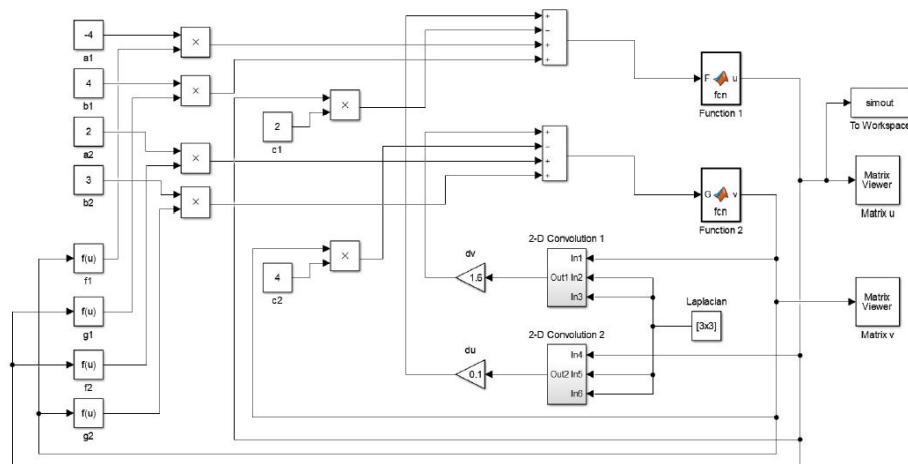 -4
a1
4
b1
2
a2
3
b2
f(u)
f1
f(u)
g1
f(u)
f2
f(u)
g2
×
×
×
×
2
c1
×
4
c2
×
+
−
+
+
+
−
+
+
F u
fcn
Function 1
G v
fcn
Function 2
simout
To Workspace
Matrix
Viewer
Matrix u
Matrix
Viewer
Matrix v
dv
1.6
2-D Convolution 1
In1
Out1 In2
In3
Laplacian
[3x3]
du
0.1
2-D Convolution 2
In4
Out2 In5
In6